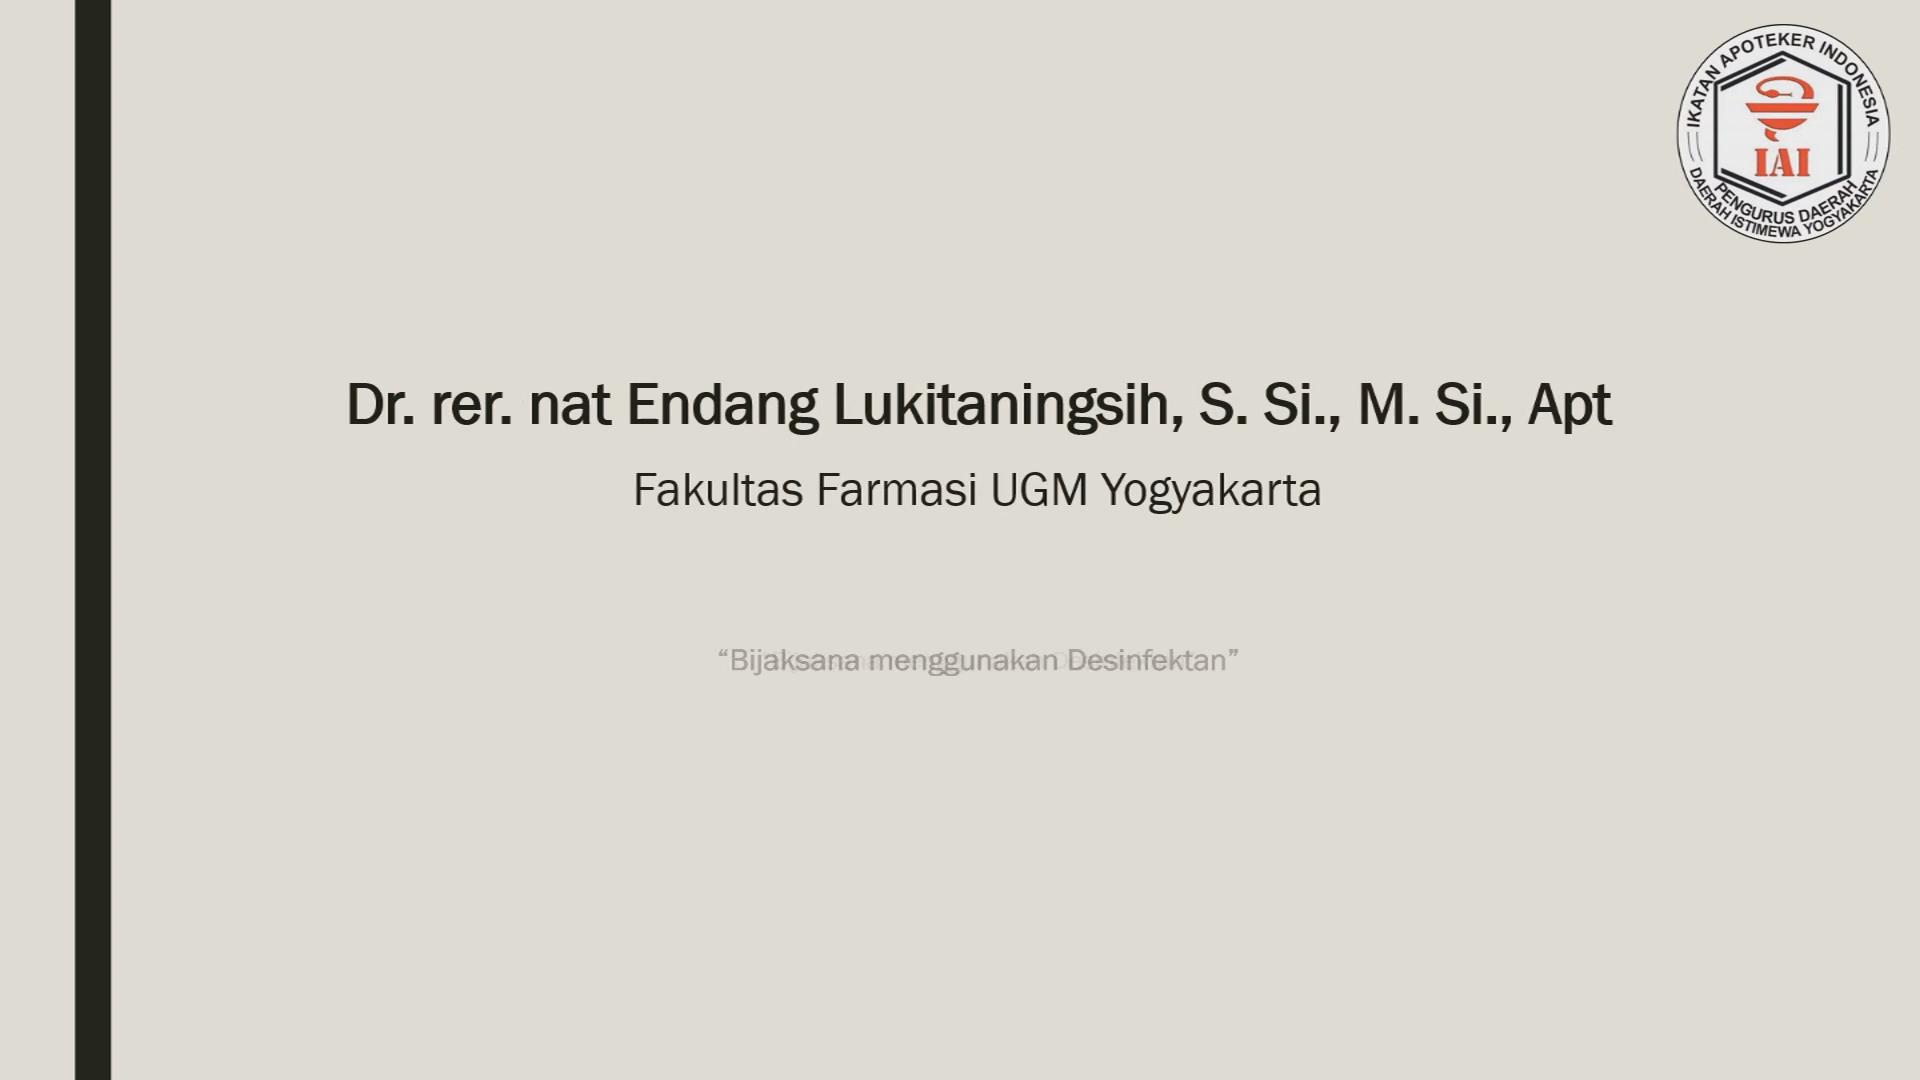 IKATAN APOTEKER INDONESIA
IAI
PENGURUS DAERAH
DAERAH ISTIMEWA YOGYAKARTA
Dr. rer. nat Endang Lukitaningsih, S. Si., M. Si., Apt
Fakultas Farmasi UGM Yogyakarta
“Bijaksana menggunakan Desinfektan”